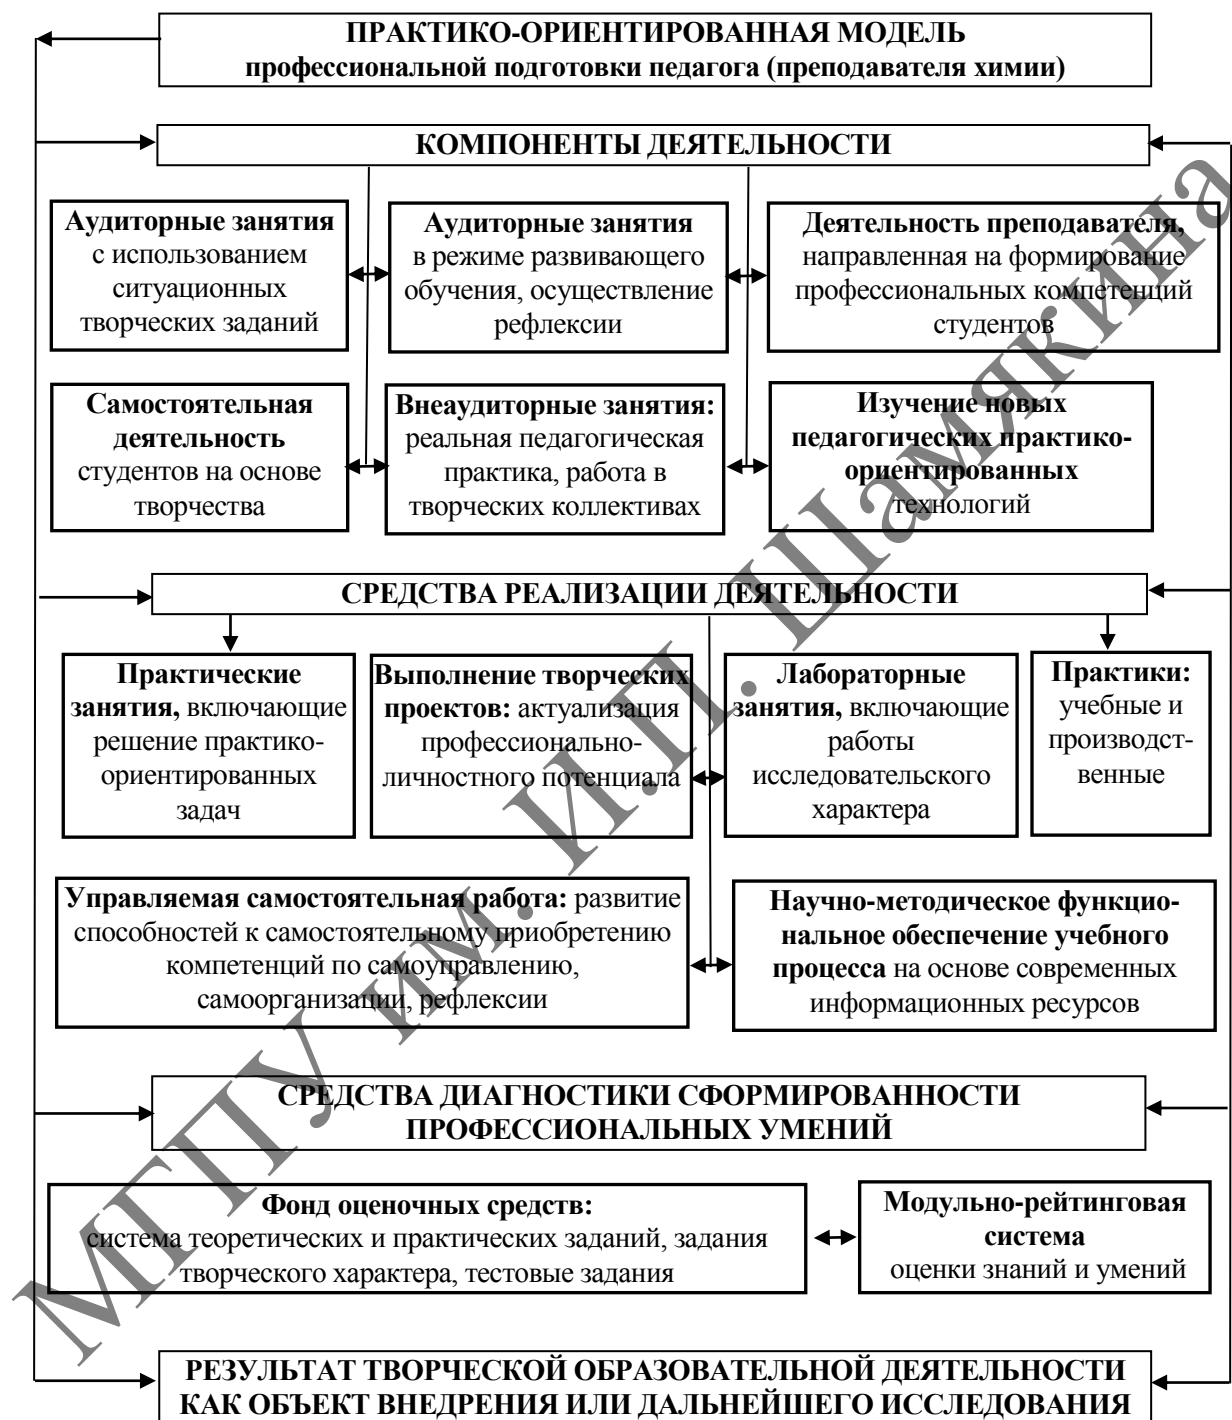 ПРАКТИКО-ОРИЕНТИРОВАННАЯ МОДЕЛЬ
профессиональной подготовки педагога (преподавателя химии)
КОМПОНЕНТЫ ДЕЯТЕЛЬНОСТИ
Аудиторные занятия
с использованием
ситуационных
творческих заданий
Аудиторные занятия
в режиме развивающего
обучения, осуществление
рефлексии
Деятельность преподавателя,
направленная на формирование
профессиональных компетенций
студентов
Самостоятельная
деятельность
студентов на основе
творчества
Внеаудиторные занятия:
реальная педагогическая
практика, работа в
творческих коллективах
Изучение новых
педагогических практико-
ориентированных
технологий
СРЕДСТВА РЕАЛИЗАЦИИ ДЕЯТЕЛЬНОСТИ
Практические
занятия, включающие
решение практико-
ориентированных
задач
Выполнение творческих
проектов: актуализация
профессионально-
личностного потенциала
Лабораторные
занятия, включающие
работы
исследовательского
характера
Практики:
учебные и
производст-
венные
Управляемая самостоятельная работа: развитие
способностей к самостоятельному приобретению
компетенций по самоуправлению,
самоорганизации, рефлексии
Научно-методическое функцио-
нальное обеспечение учебного
процесса на основе современных
информационных ресурсов
СРЕДСТВА ДИАГНОСТИКИ СФОРМИРОВАННОСТИ
ПРОФЕССИОНАЛЬНЫХ УМЕНИЙ
Фонд оценочных средств:
система теоретических и практических заданий, задания
творческого характера, тестовые задания
Модульно-рейтинговая
система
оценки знаний и умений
РЕЗУЛЬТАТ ТВОРЧЕСКОЙ ОБРАЗОВАТЕЛЬНОЙ ДЕЯТЕЛЬНОСТИ
КАК ОБЪЕКТ ВНЕДРЕНИЯ ИЛИ ДАЛЬНЕЙШЕГО ИССЛЕДОВАНИЯ
МГПУ им. И.П. Шамякина